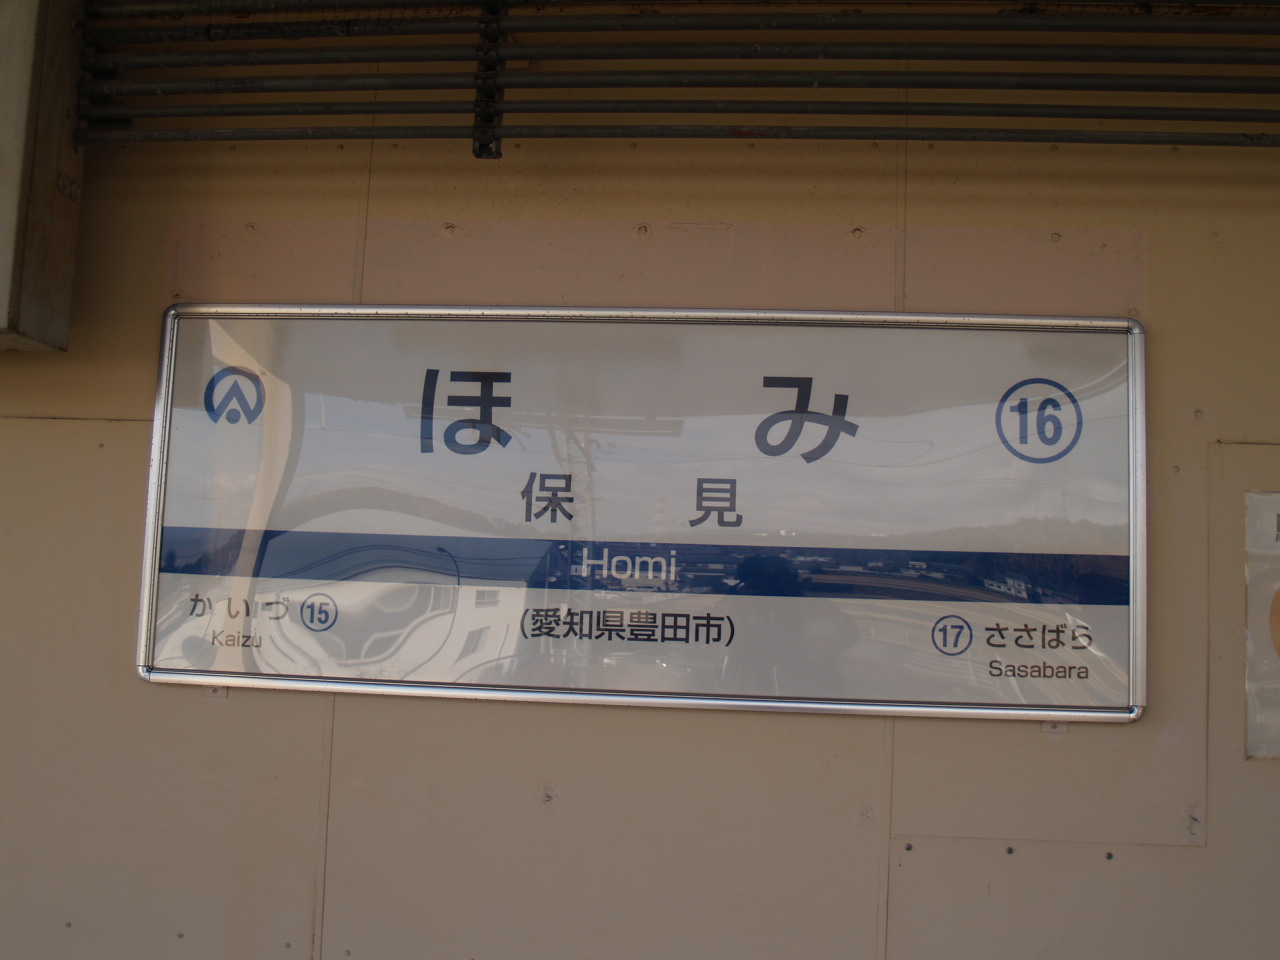 ほみ
16
保見
Homi
かいづ 15
Kaizu
(愛知県豊田市)
17 ささばら
Sasabara